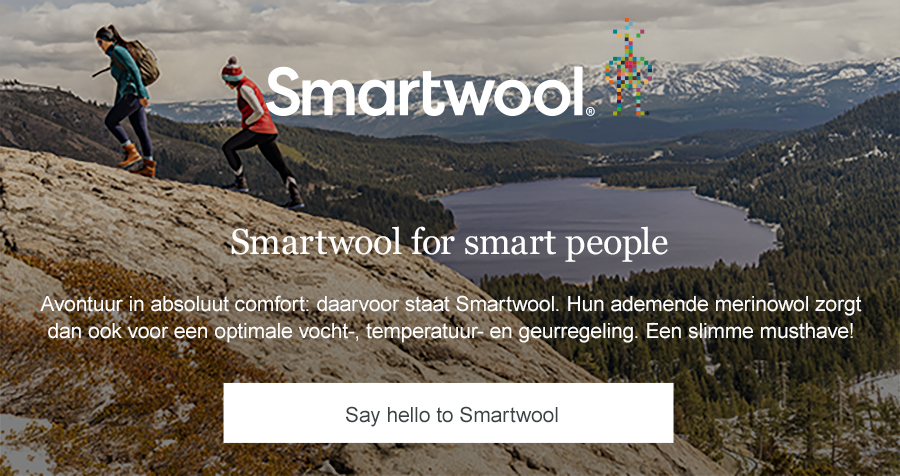 Smartwool®
Smartwool for smart people
Avontuur in absoluut comfort: daarvoor staat Smartwool. Hun ademende merinowol zorgt
dan ook voor een optimale vocht-, temperatuur- en geurregeling. Een slimme musthave!
Say hello to Smartwool